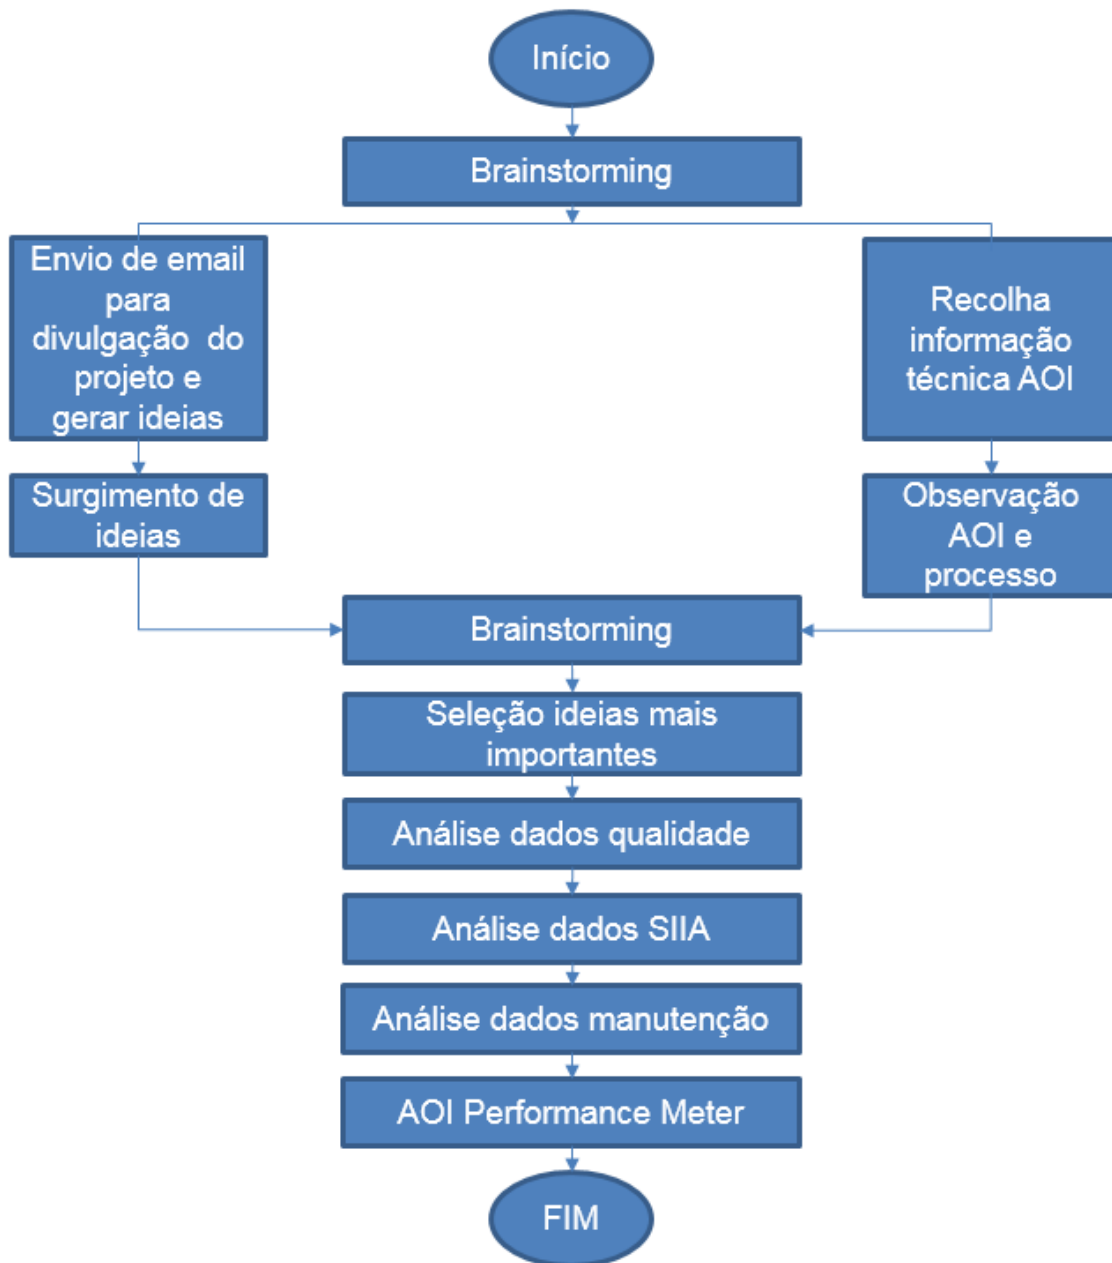 Início
Brainstorming
Envio de email
para
divulgação do
projeto e
gerar ideias
Recolha
informação
técnica AOI
Surgimento de
ideias
Observação
AOI e
processo
Brainstorming
Seleção ideias mais
importantes
Análise dados qualidade
Análise dados SIIA
Análise dados manutenção
AOI Performance Meter
FIM